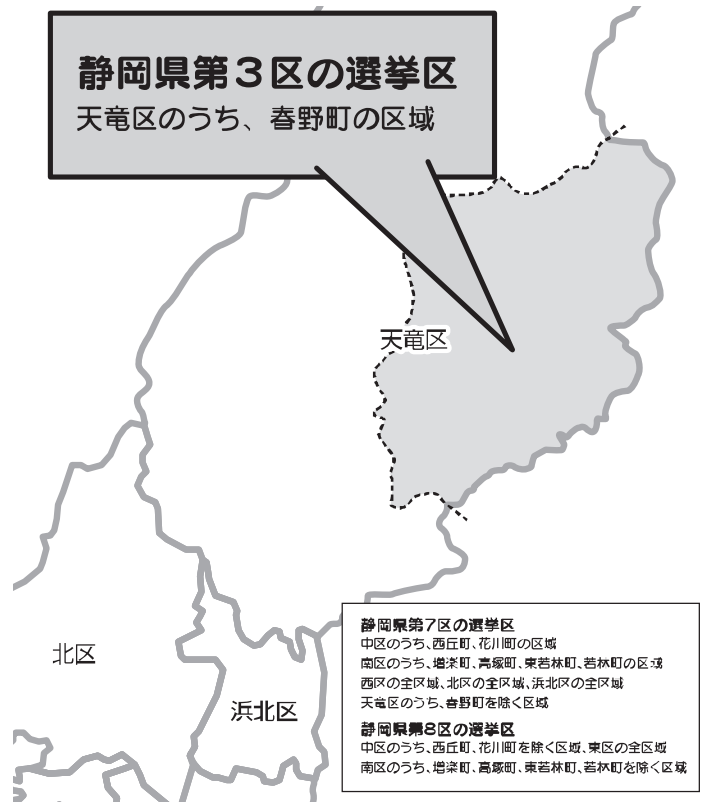 静岡県第3区の選挙区
天竜区のうち、春野町の区域
天竜区
北区
浜北区
静岡県第7区の選挙区
中区のうち、西丘町、花川町の区域
南区のうち、増楽町、高塚町、東若林町、若林町の区域
西区の全区域、北区の全区域、浜北区の全区域
天竜区のうち、春野町を除く区域
静岡県第8区の選挙区
中区のうち、西丘町、花川町を除く区域、東区の全区域
南区のうち、増楽町、高塚町、東若林町、若林町を除く区域